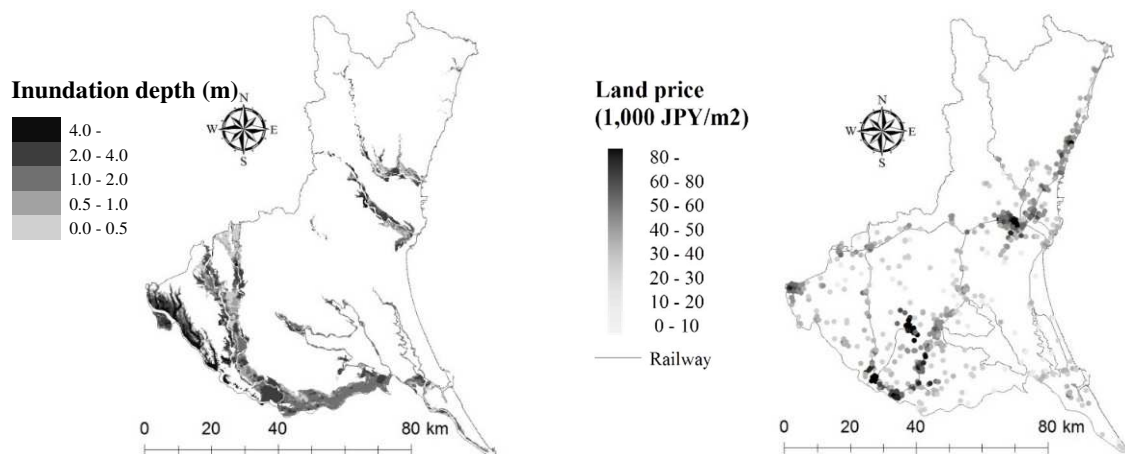 Inundation depth (m)
N
W E
S
4.0 -
2.0 - 4.0
1.0 - 2.0
0.5 - 1.0
0.0 - 0.5
0 20 40 60 80 km
Land price
(1,000 JPY/m2)
N
W E
S
80 -
60 - 80
50 - 60
40 - 50
30 - 40
20 - 30
10 - 20
0 - 10
Railway
0 20 40 60 80 km